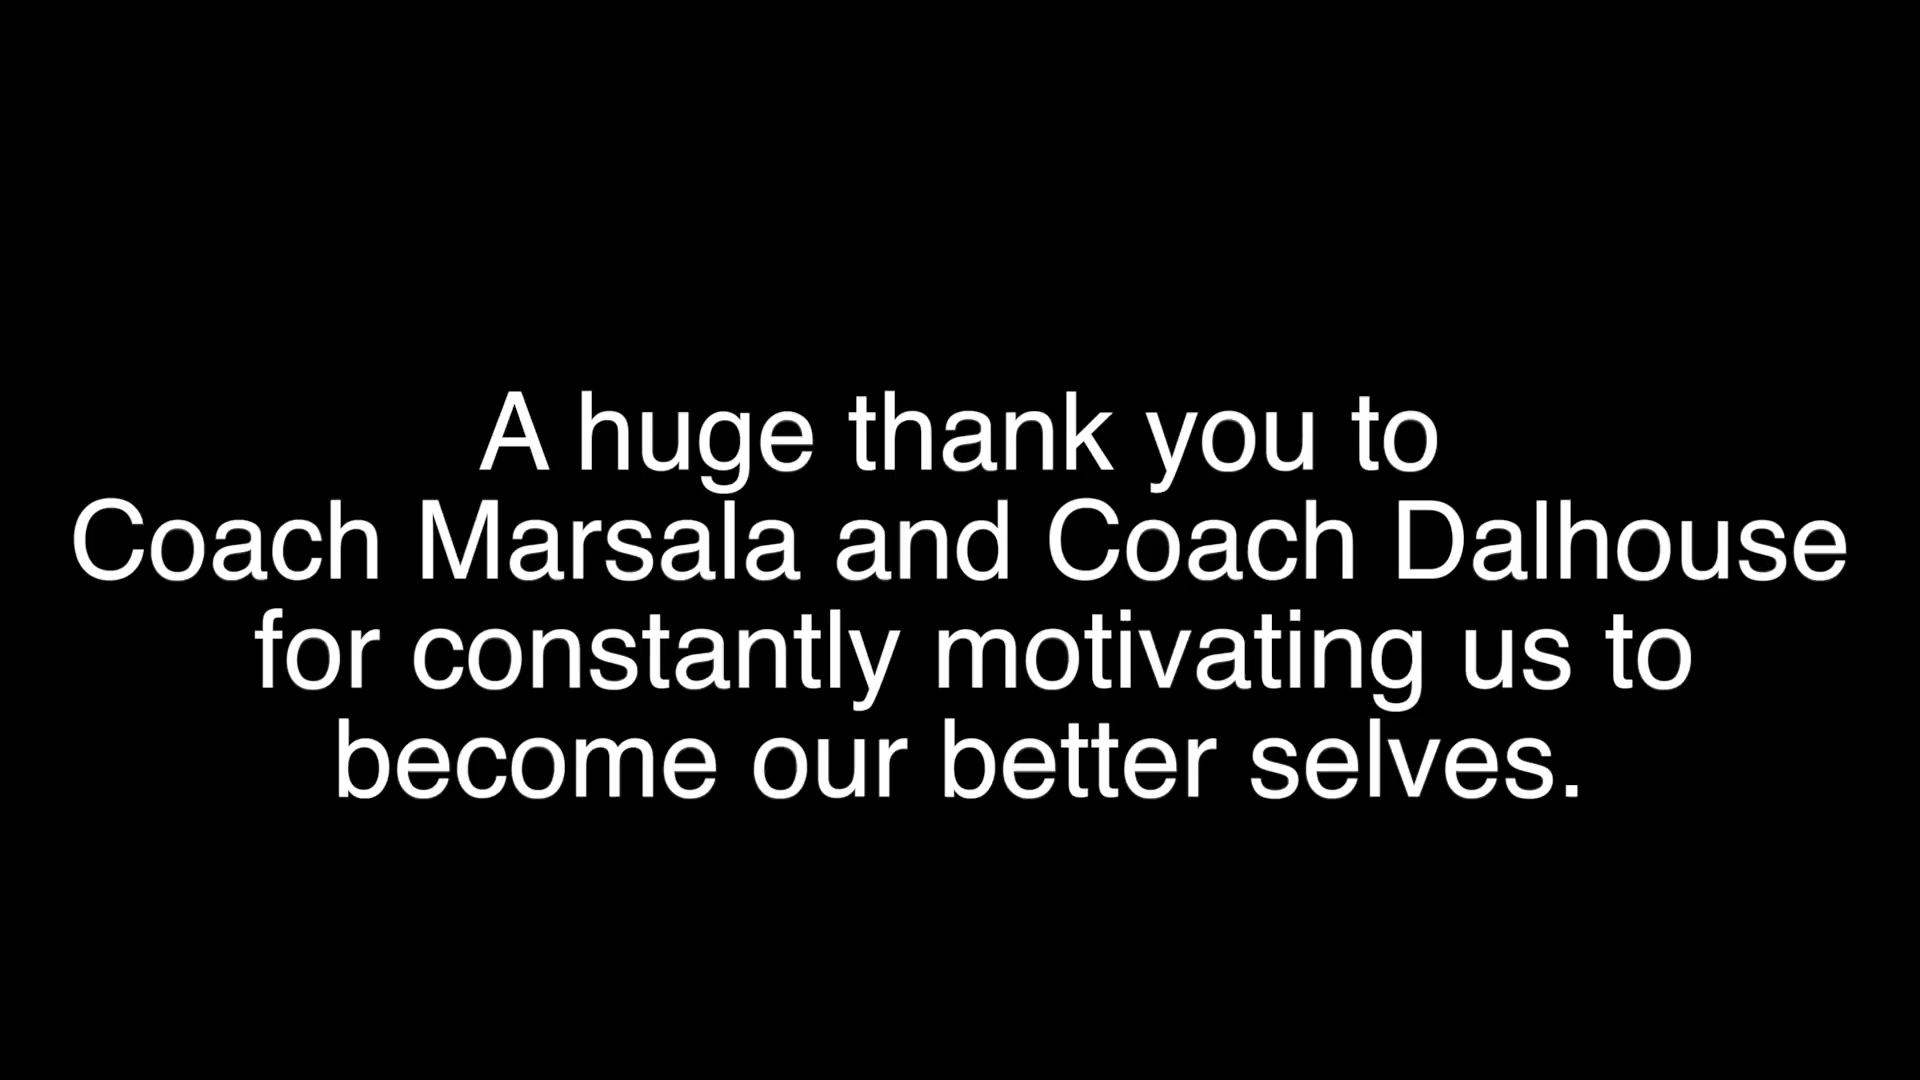 A huge thank you to
Coach Marsala and Coach Dalhouse
for constantly motivating us to
become our better selves.